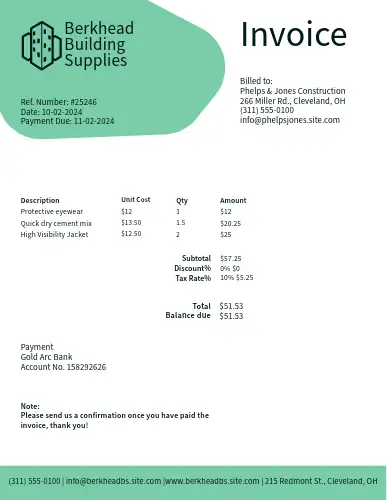 Berkhead
Building
Supplies
Invoice
Ref. Number: #25246
Date: 10-02-2024
Payment Due: 11-02-2024
Billed to:
Phelps & Jones Construction
266 Miller Rd., Cleveland, OH
(311) 555-0100
info@phelpsjones.site.com
Description Unit Cost Qty Amount
Protective eyewear $12 1 $12
Quick dry cement mix $13.50 1.5 $20.25
High Visibility Jacket $12.50 2 $25
Subtotal $57.25
Discount% 0% $0
Tax Rate% 10% $5.25
Total $51.53
Balance due $51.53
Payment
Gold Arc Bank
Account No. 158292626
Note:
Please send us a confirmation once you have paid the
invoice, thank you!
(311) 555-0100 | info@berkheadbs.site.com |www.berkheadbs.site.com | 215 Redmont St., Cleveland, OH